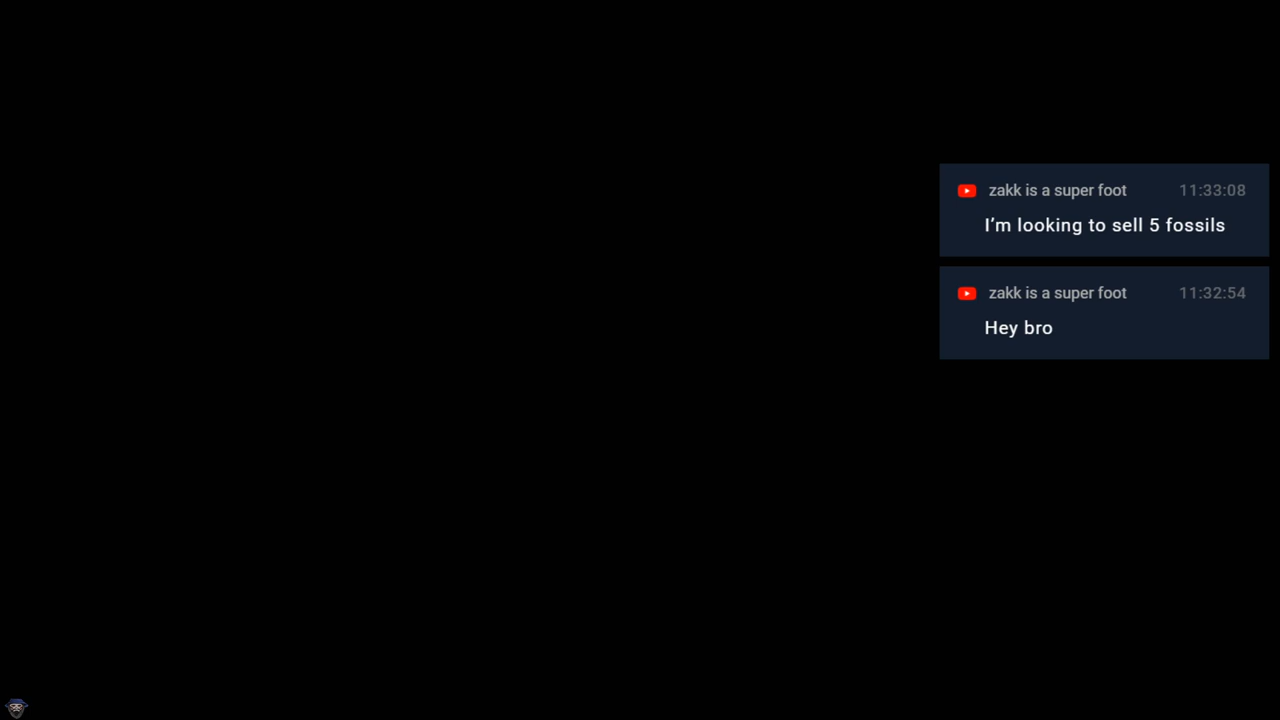 zakk is a super foot 11:33:08
I’m looking to sell 5 fossils
zakk is a super foot 11:32:54
Hey bro